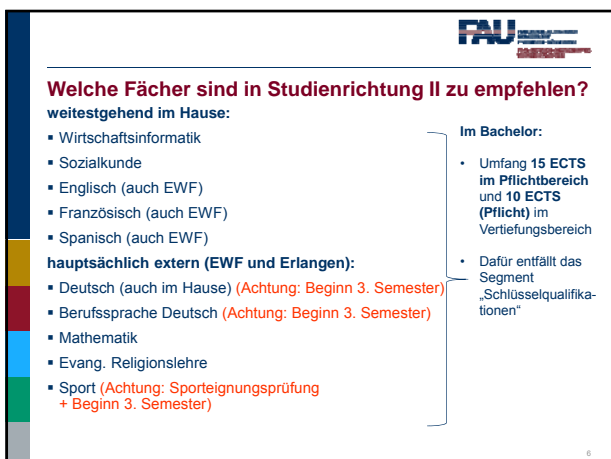 FAU
Welche Fächer sind in Studienrichtung II zu empfehlen?
weitestgehend im Hause:
▪ Wirtschaftsinformatik
▪ Sozialkunde
▪ Englisch (auch EWF)
▪ Französisch (auch EWF)
▪ Spanisch (auch EWF)
hauptsächlich extern (EWF und Erlangen):
▪ Deutsch (auch im Hause) (Achtung: Beginn 3. Semester)
▪ Berufssprache Deutsch (Achtung: Beginn 3. Semester)
▪ Mathematik
▪ Evang. Religionslehre
▪ Sport (Achtung: Sporteignungsprüfung
+ Beginn 3. Semester)
Im Bachelor:
• Umfang 15 ECTS
im Pflichtbereich
und 10 ECTS
(Pflicht) im
Vertiefungsbereich
• Dafür entfällt das
Segment
„Schlüsselqualifika-
tionen“
6